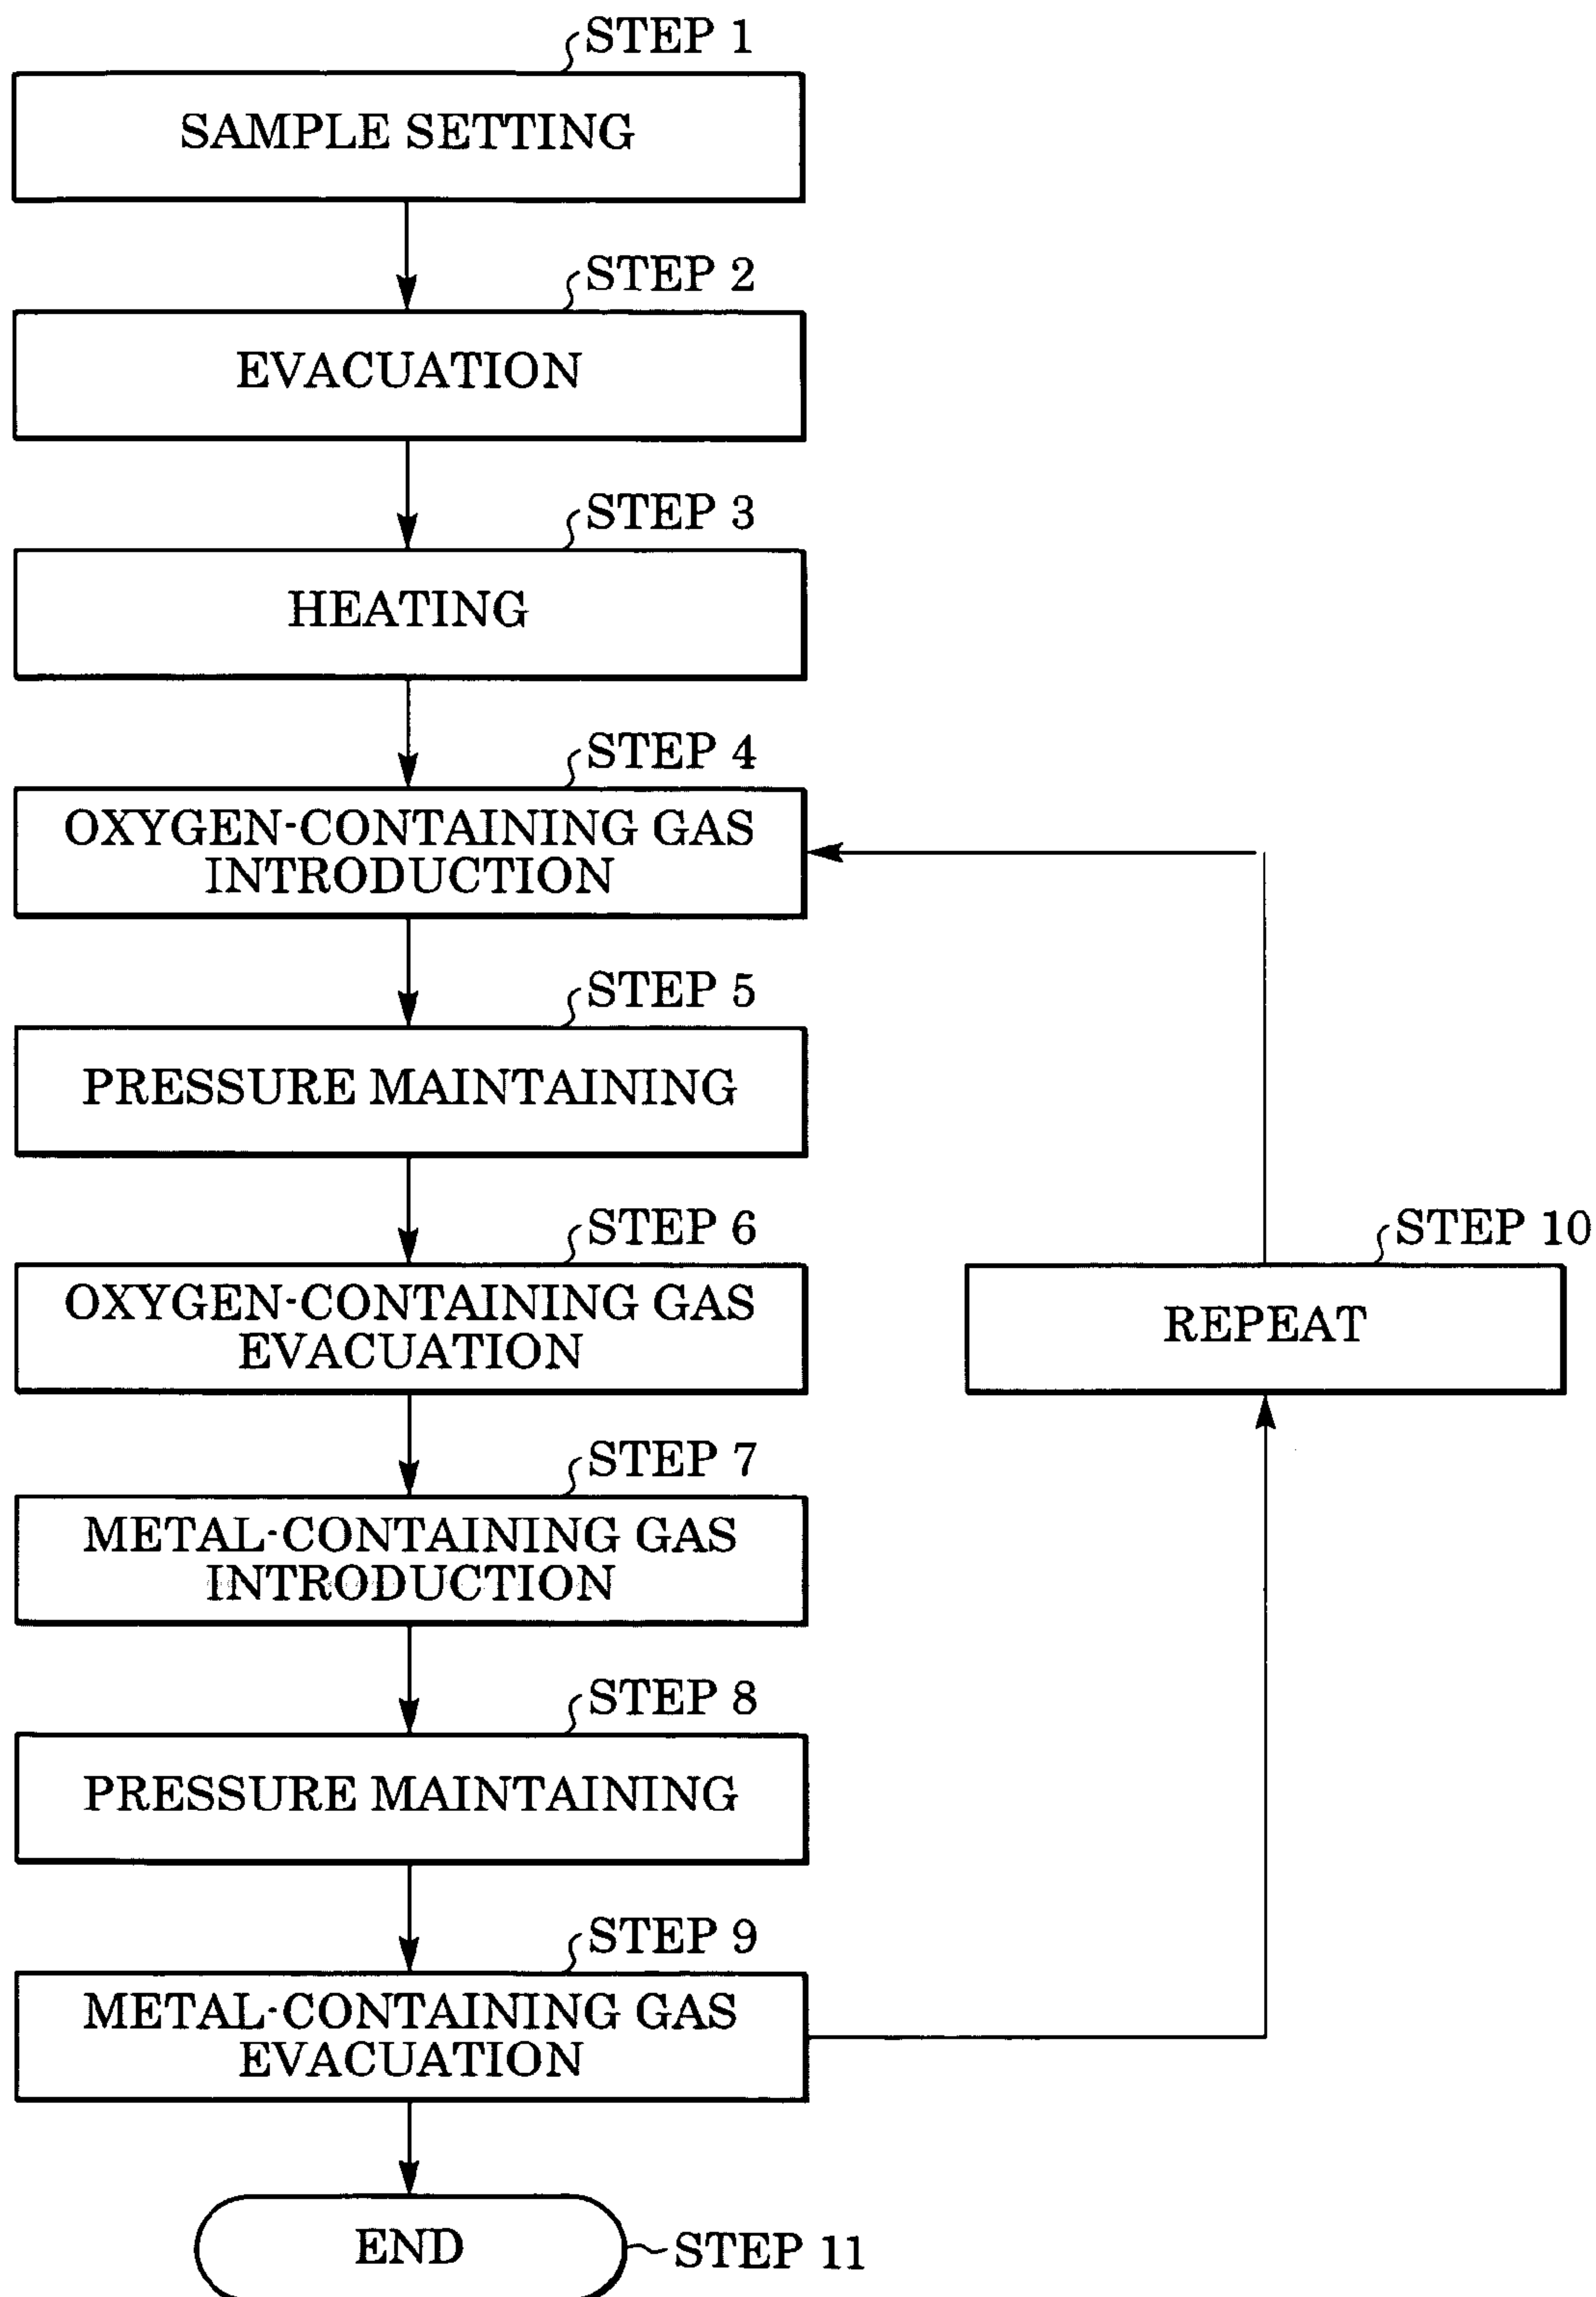 STEP 1
SAMPLE SETTING
STEP 2
EVACUATION
STEP 3
HEATING
STEP 4
OXYGEN-CONTAINING GAS
INTRODUCTION
STEP 5
PRESSURE MAINTAINING
STEP 6
OXYGEN-CONTAINING GAS
EVACUATION
STEP 10
REPEAT
STEP 7
METAL-CONTAINING GAS
INTRODUCTION
STEP 8
PRESSURE MAINTAINING
STEP 9
METAL-CONTAINING GAS
EVACUATION
END
STEP 11